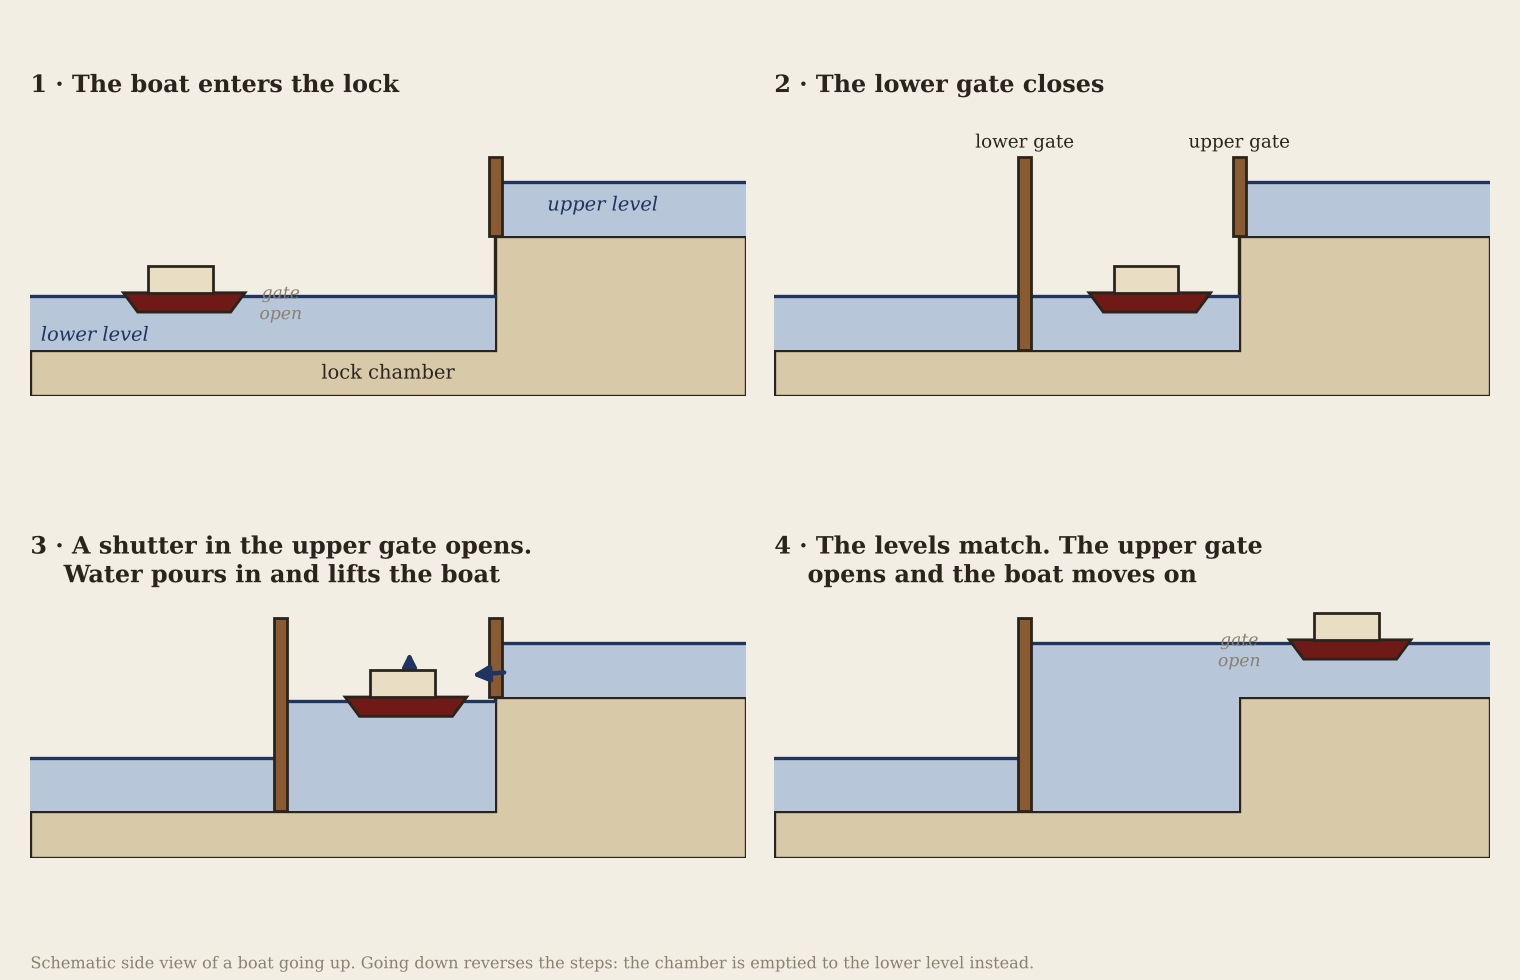 1 · The boat enters the lock
upper level
gate
open
lower level
lock chamber
2 · The lower gate closes
lower gate
upper gate
3 · A shutter in the upper gate opens.
Water pours in and lifts the boat
4 · The levels match. The upper gate
opens and the boat moves on
gate
open
Schematic side view of a boat going up. Going down reverses the steps: the chamber is emptied to the lower level instead.